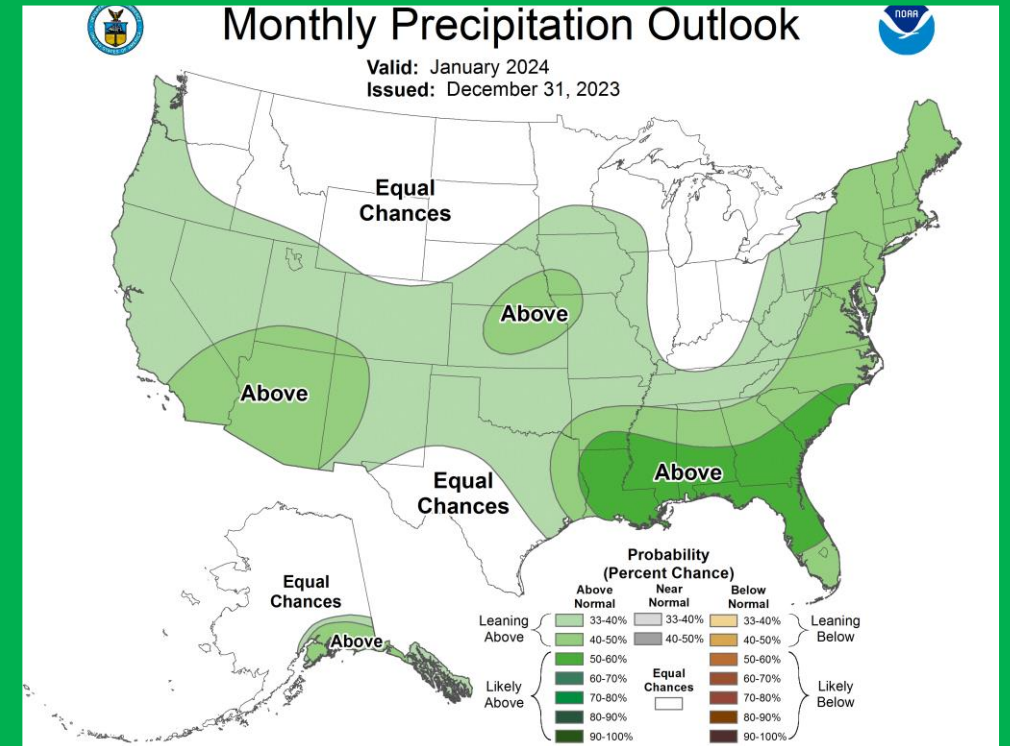 NOAA
Monthly Precipitation Outlook
Valid: January 2024
Issued: December 31, 2023
Equal
Chances
Above
Above
Above
Equal
Chances
Equal
Chances
Above
Probability
(Percent Chance)
Above
Normal
Near
Normal
Below
Normal
Leaning
Above
33-40%
33-40%
33-40%
Leaning
Below
40-50%
40-50%
40-50%
50-60%
50-60%
Likely
Above
60-70%
Equal
Chances
60-70%
Likely
Below
70-80%
70-80%
80-90%
80-90%
90-100%
90-100%